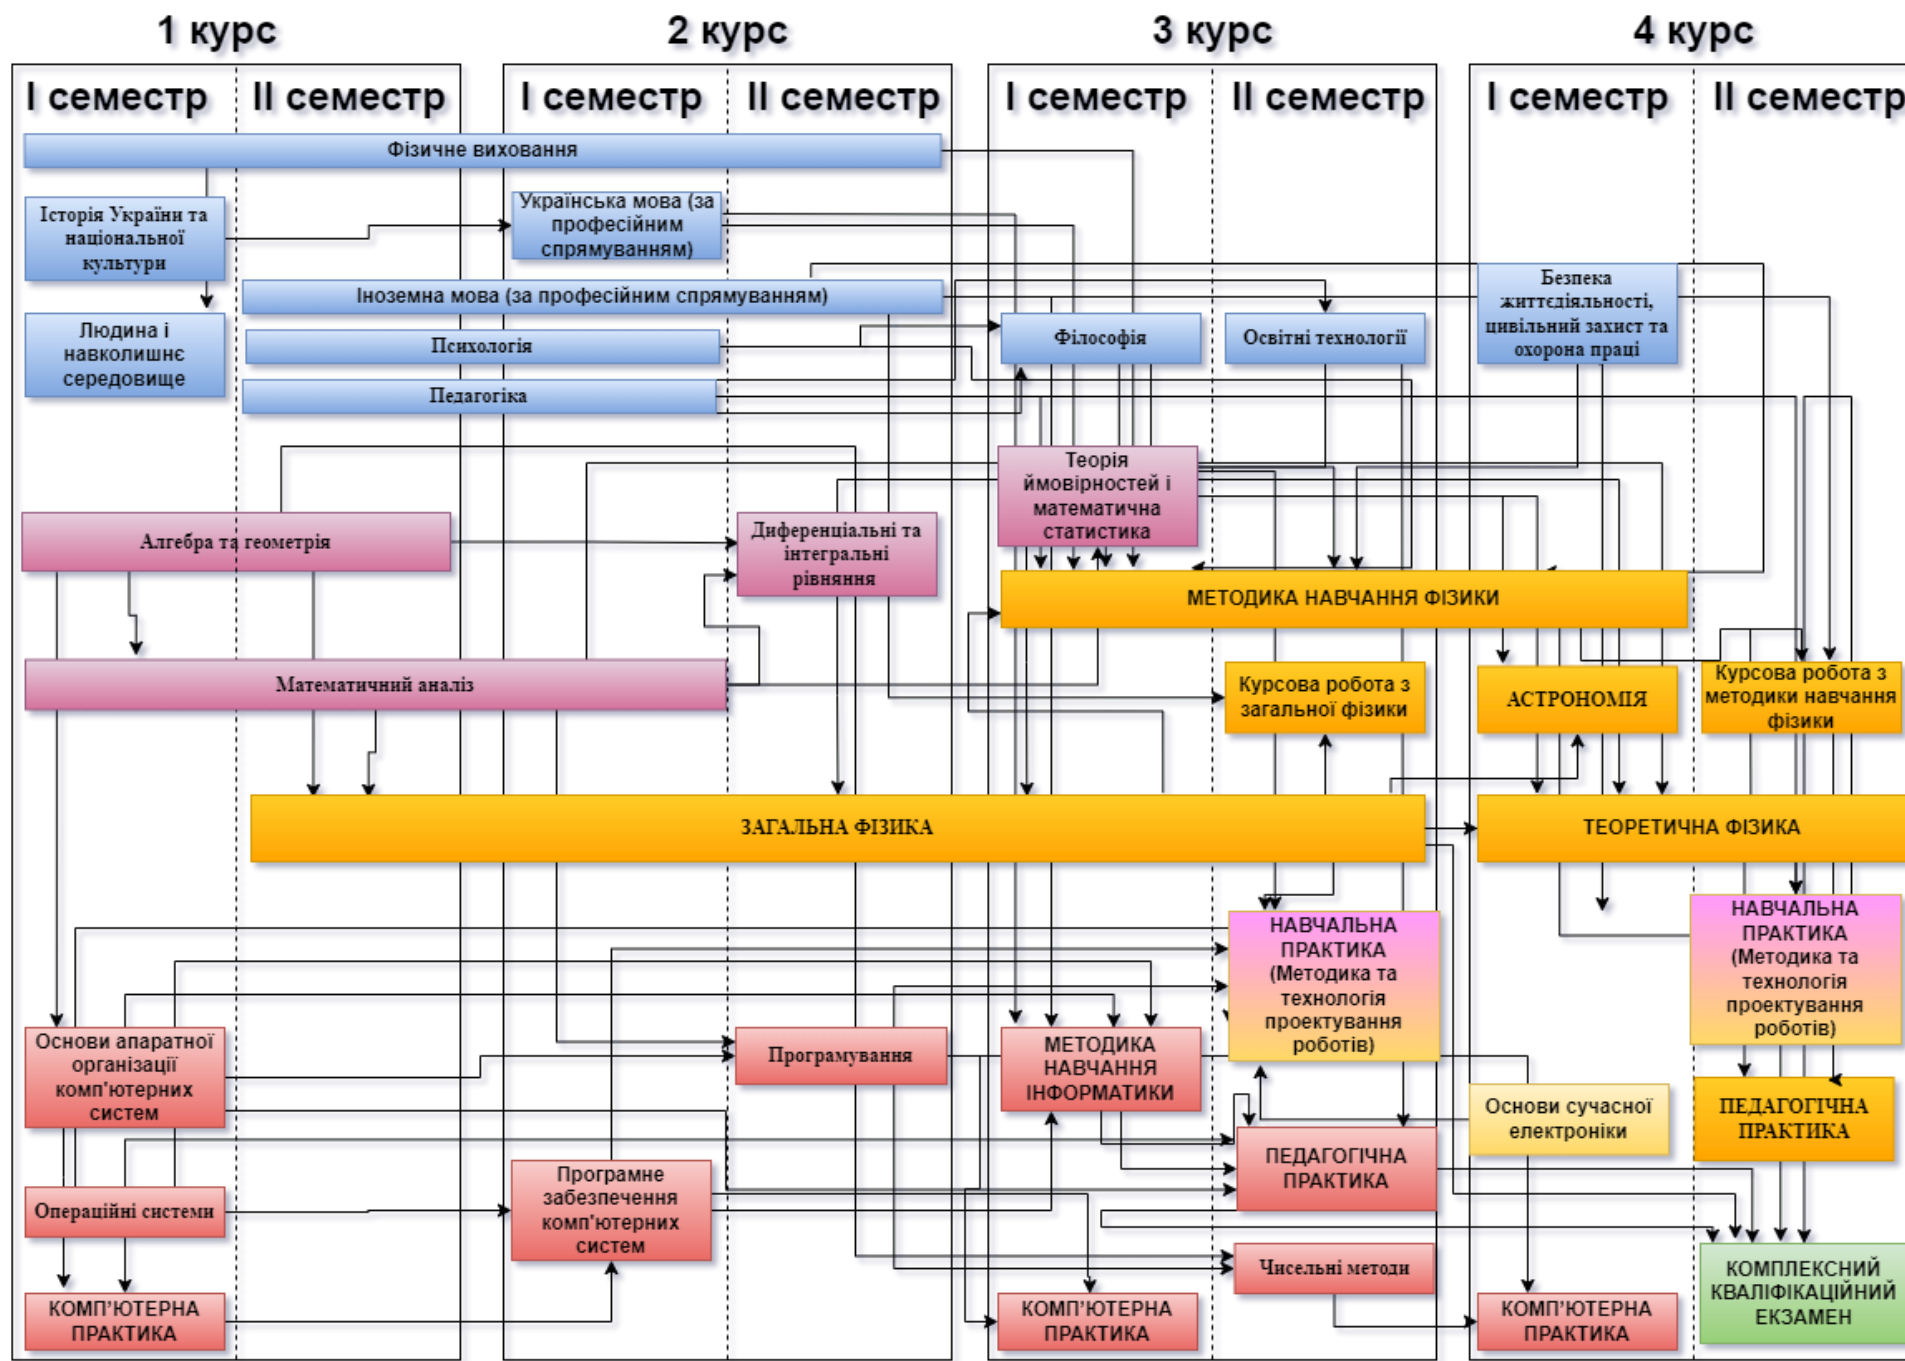 1 курс
2 курс
3 курс
4 курс
І семестр
ІІ семестр
І семестр
ІІ семестр
І семестр
ІІ семестр
І семестр
ІІ семестр
Фізичне виховання
Історія України та
національної
культури
Українська мова (за
професійним
спрямуванням)
Іноземна мова (за професійним спрямуванням)
Безпека
життєдіяльності,
цивільний захист та
охорона праці
Людина і
навколишнє
середовище
Психологія
Філософія
Освітні технології
Педагогіка
Теорія
ймовірностей і
математична
статистика
Алгебра та геометрія
Диференціальні та
інтегральні
рівняння
МЕТОДИКА НАВЧАННЯ ФІЗИКИ
Математичний аналіз
Курсова робота з
загальної фізики
АСТРОНОМІЯ
Курсова робота з
методики навчання
фізики
ЗАГАЛЬНА ФІЗИКА
ТЕОРЕТИЧНА ФІЗИКА
НАВЧАЛЬНА
ПРАКТИКА
(Методика та
технологія
проектування
роботів)
НАВЧАЛЬНА
ПРАКТИКА
(Методика та
технологія
проектування
роботів)
Основи апаратної
організації
комп'ютерних
систем
Програмування
МЕТОДИКА
НАВЧАННЯ
ІНФОРМАТИКИ
Основи сучасної
електроніки
ПЕДАГОГІЧНА
ПРАКТИКА
ПЕДАГОГІЧНА
ПРАКТИКА
Операційні системи
Програмне
забезпечення
комп'ютерних
систем
Чисельні методи
КОМП'ЮТЕРНА
ПРАКТИКА
КОМП'ЮТЕРНА
ПРАКТИКА
КОМП'ЮТЕРНА
ПРАКТИКА
КОМПЛЕКСНИЙ
КВАЛІФІКАЦІЙНИЙ
ЕКЗАМЕН